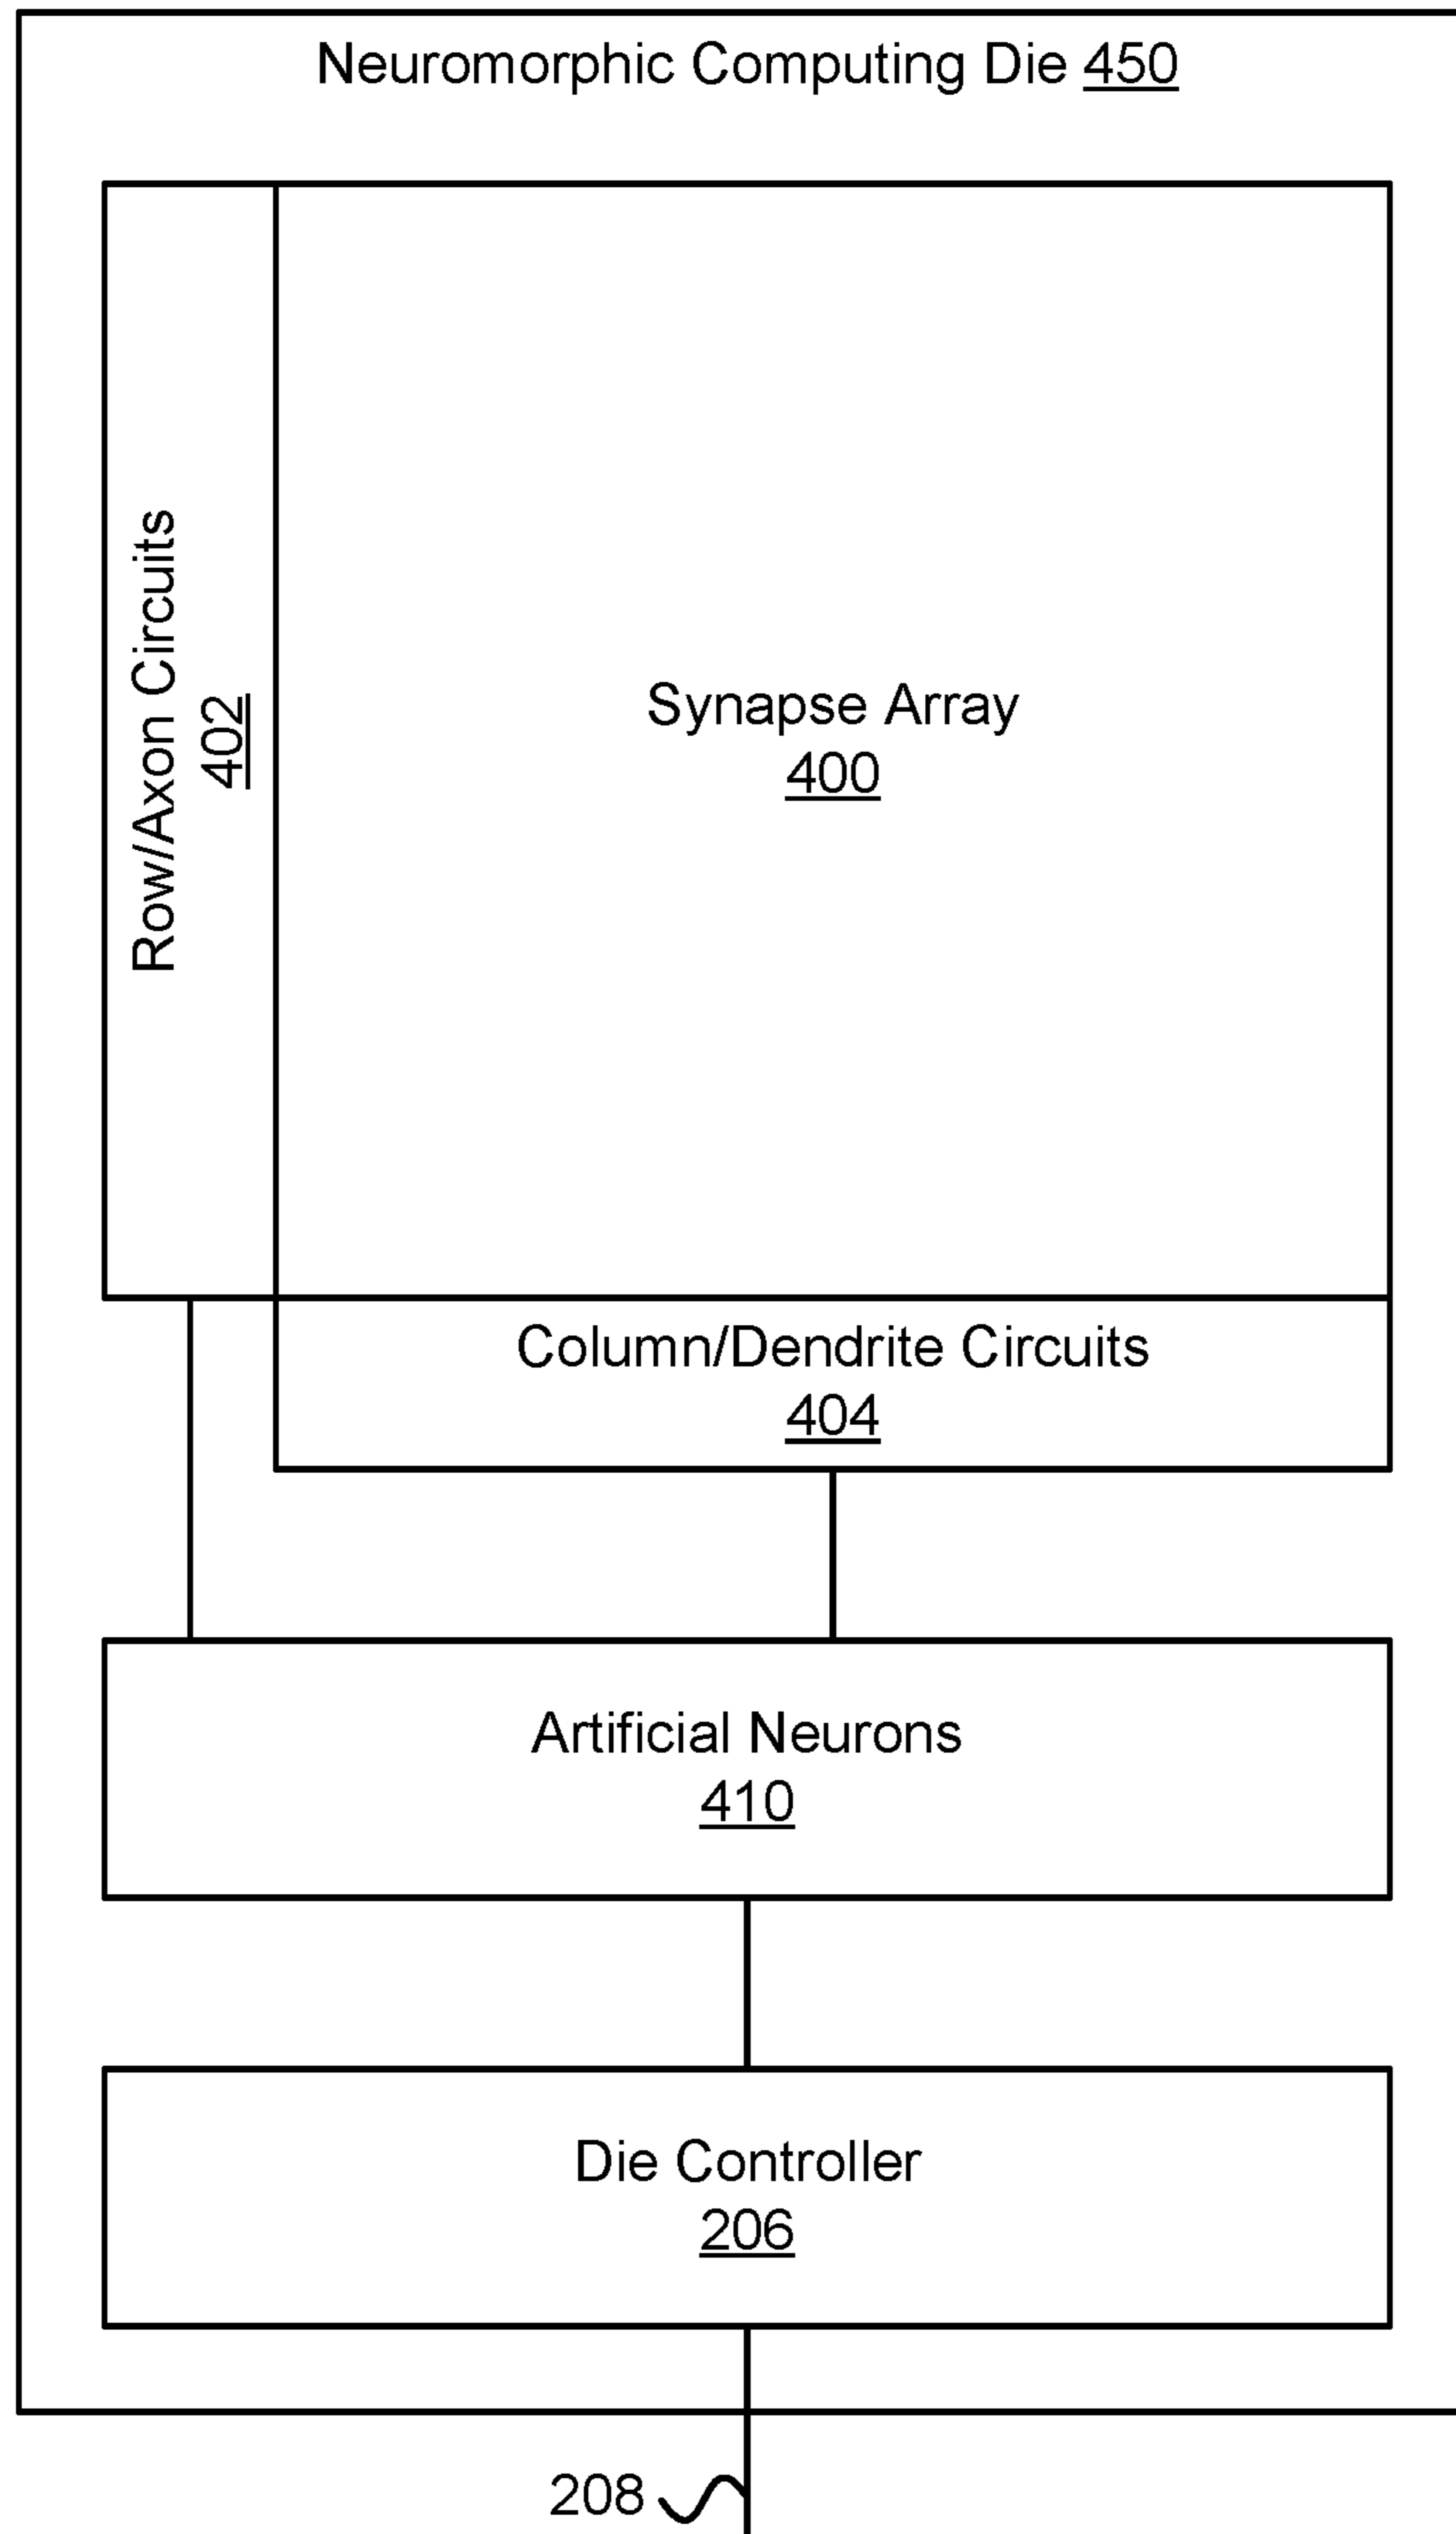 Neuromorphic Computing Die 450
Row/Axon Circuits
402
Synapse Array
400
Column/Dendrite Circuits
404
Artificial Neurons
410
Die Controller
206
208